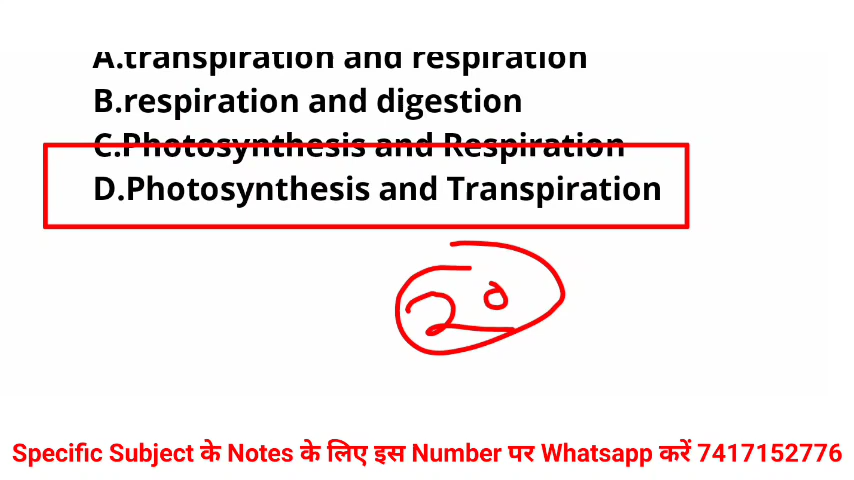 A.transpiration and respiration
B.respiration and digestion
C.Photosynthesis and Respiration
D.Photosynthesis and Transpiration
20
Specific Subject के Notes के लिए इस Number पर Whatsapp करें 7417152776